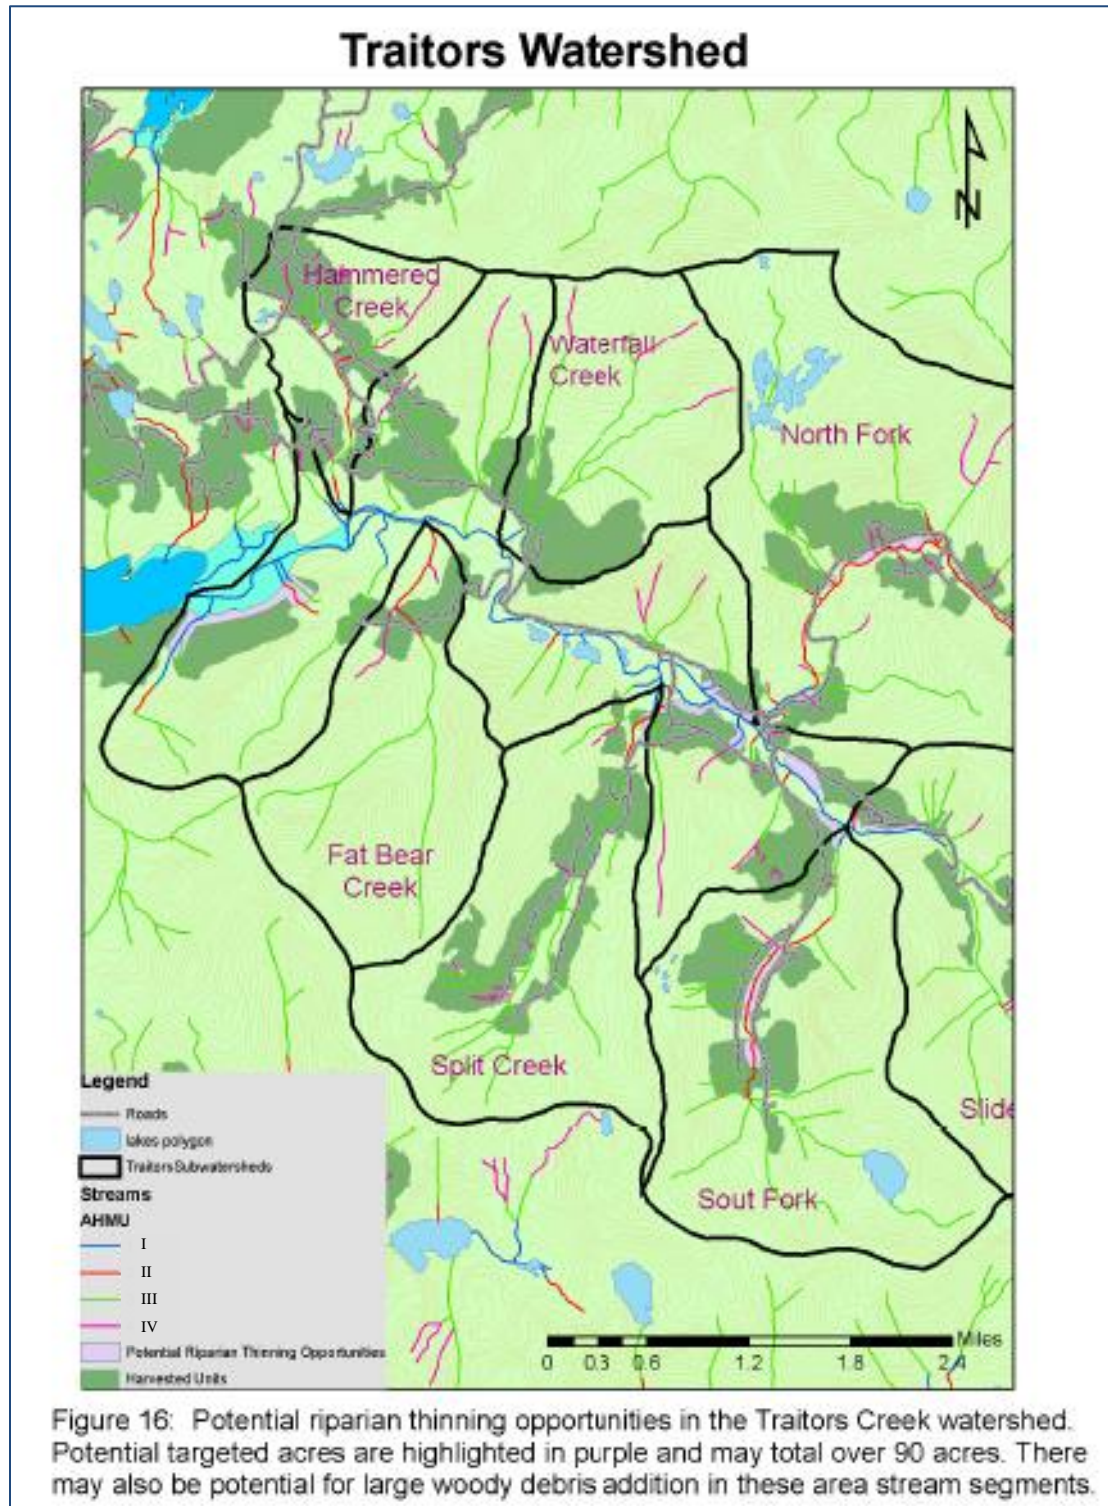 Traitors Watershed
N
Hammered
Creek
Waterfall
Creek
North Fork
Fat Bear
Creek
Split Creek
Slide
Sout Fork
Legend
Roads
lakes polygon
Traitors Subwatersheds
Streams
AHMU
I
II
III
IV
Potential Riparian Thinning Opportunities
Harvested Units
Miles
0 0.3 0.6 1.2 1.8 2.4
Figure 16: Potential riparian thinning opportunities in the Traitors Creek watershed.
Potential targeted acres are highlighted in purple and may total over 90 acres. There
may also be potential for large woody debris addition in these area stream segments.